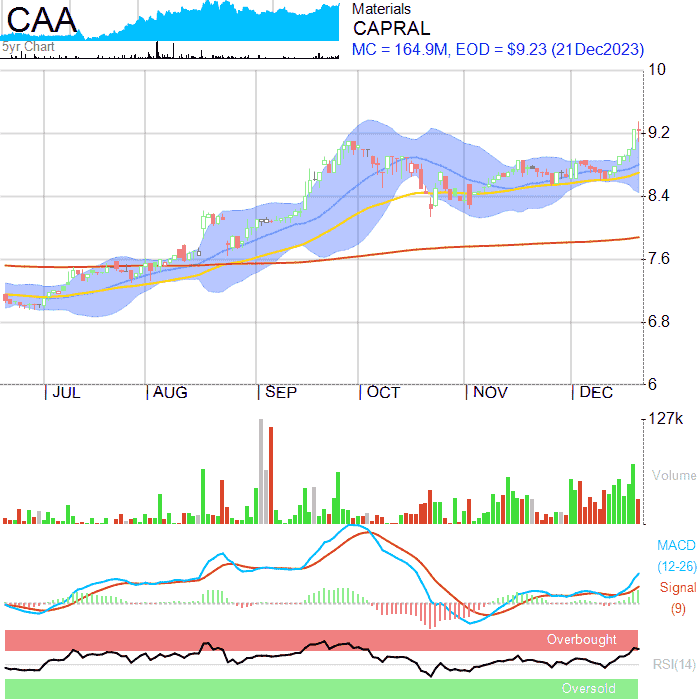 CAA
5yr Chart
Materials
CAPRAL
MC = 164.9M, EOD = $9.23 (21Dec2023)
10
9.2
8.4
7.6
6.8
6
JUL AUG SEP OCT NOV DEC
127k
Volume
MACD
(12-26)
Signal
(9)
Overbought
RSI(14)
Oversold